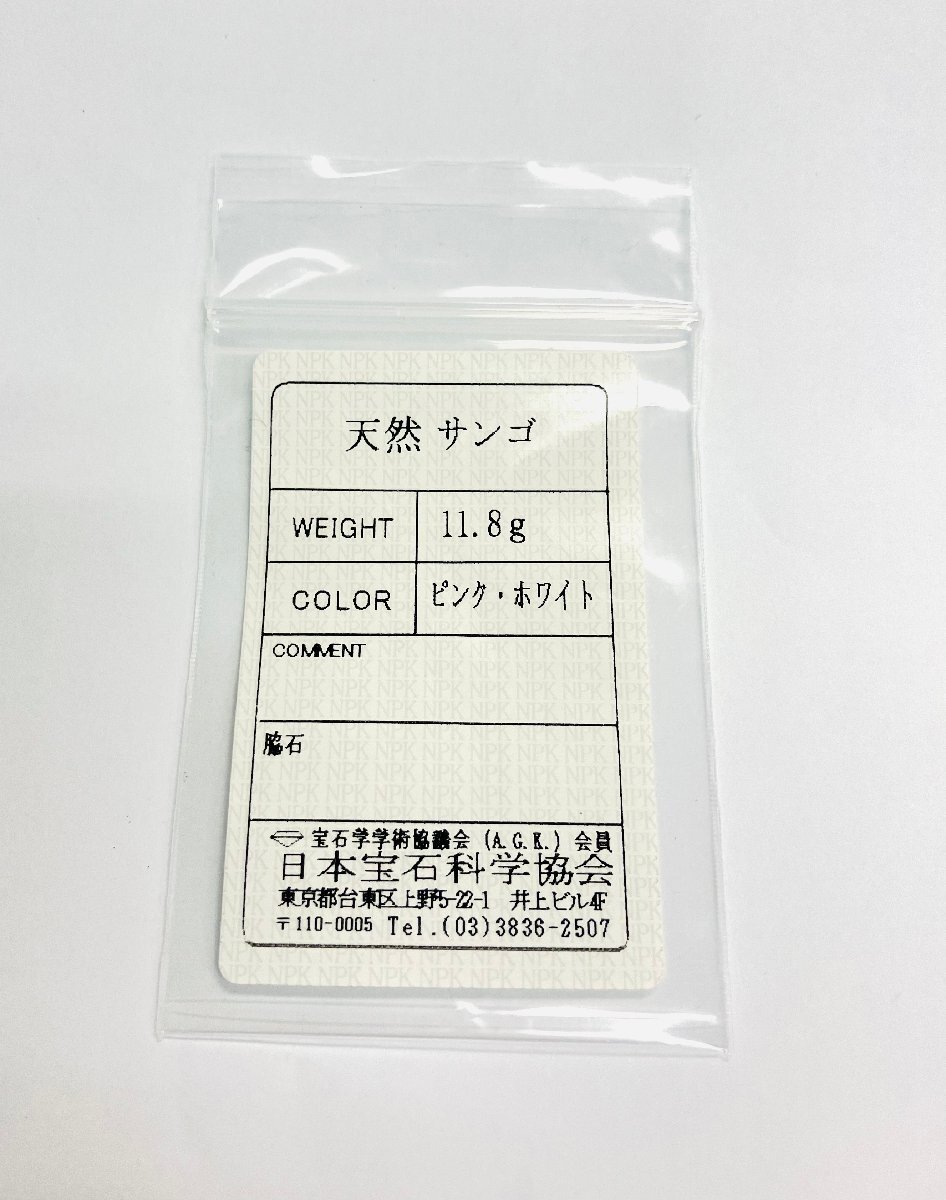 天然 サンゴ
WEIGHT 11.8g
COLOR ピンク・ホワイト
COMMENT
脇石
宝石学学術協議会 (A.G.K.) 会員
日本宝石科学協会
東京都台東区上野5-22-1 井上ビル4F
〒110-0005 Tel.(03)3836-2507